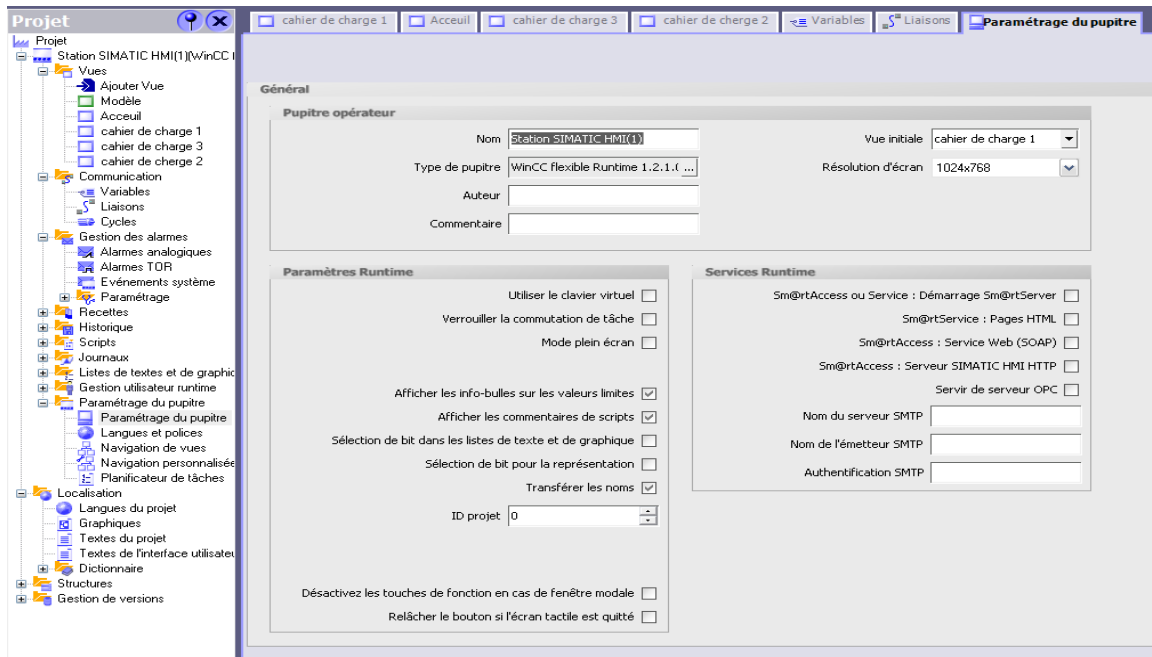 Projet
Projet
Station SIMATIC HMI(1)(WinCC
Vues
Ajouter Vue
Modèle
Acceuil
cahier de charge 1
cahier de charge 3
cahier de cherge 2
Communication
Variables
Liaisons
Cycles
Gestion des alarmes
Alarmes analogiques
Alarmes TOR
Evénements système
Paramétrage
Recettes
Historique
Scripts
Journaux
Listes de textes et de graphic
Gestion utilisateur runtime
Paramétrage du pupitre
Paramétrage du pupitre
Langues et polices
Navigation de vues
Navigation personnalisée
Planificateur de tâches
Localisation
Langues du projet
Graphiques
Textes du projet
Textes de l'interface utilisateu
Dictionnaire
Structures
Gestion de versions
cahier de charge 1 Acceuil cahier de charge 3 cahier de cherge 2 Variables Liaisons Paramétrage du pupitre
Général
Pupitre opérateur
Nom Station SIMATIC HMI(1)
Type de pupitre WinCC flexible Runtime 1.2.1.( ...
Auteur
Commentaire
Vue initiale cahier de charge 1
Résolution d'écran 1024x768
Paramètres Runtime
Utiliser le clavier virtuel
Verrouiller la commutation de tâche
Mode plein écran
Afficher les info-bulles sur les valeurs limites
Afficher les commentaires de scripts
Sélection de bit dans les listes de texte et de graphique
Sélection de bit pour la représentation
Transférer les noms
ID projet 0
Désactivez les touches de fonction en cas de fenêtre modale
Relâcher le bouton si l'écran tactile est quitté
Services Runtime
Sm@rtAccess ou Service : Démarrage Sm@rtServer
Sm@rtService : Pages HTML
Sm@rtAccess : Service Web (SOAP)
Sm@rtAccess : Serveur SIMATIC HMI HTTP
Servir de serveur OPC
Nom du serveur SMTP
Nom de l'émetteur SMTP
Authentification SMTP